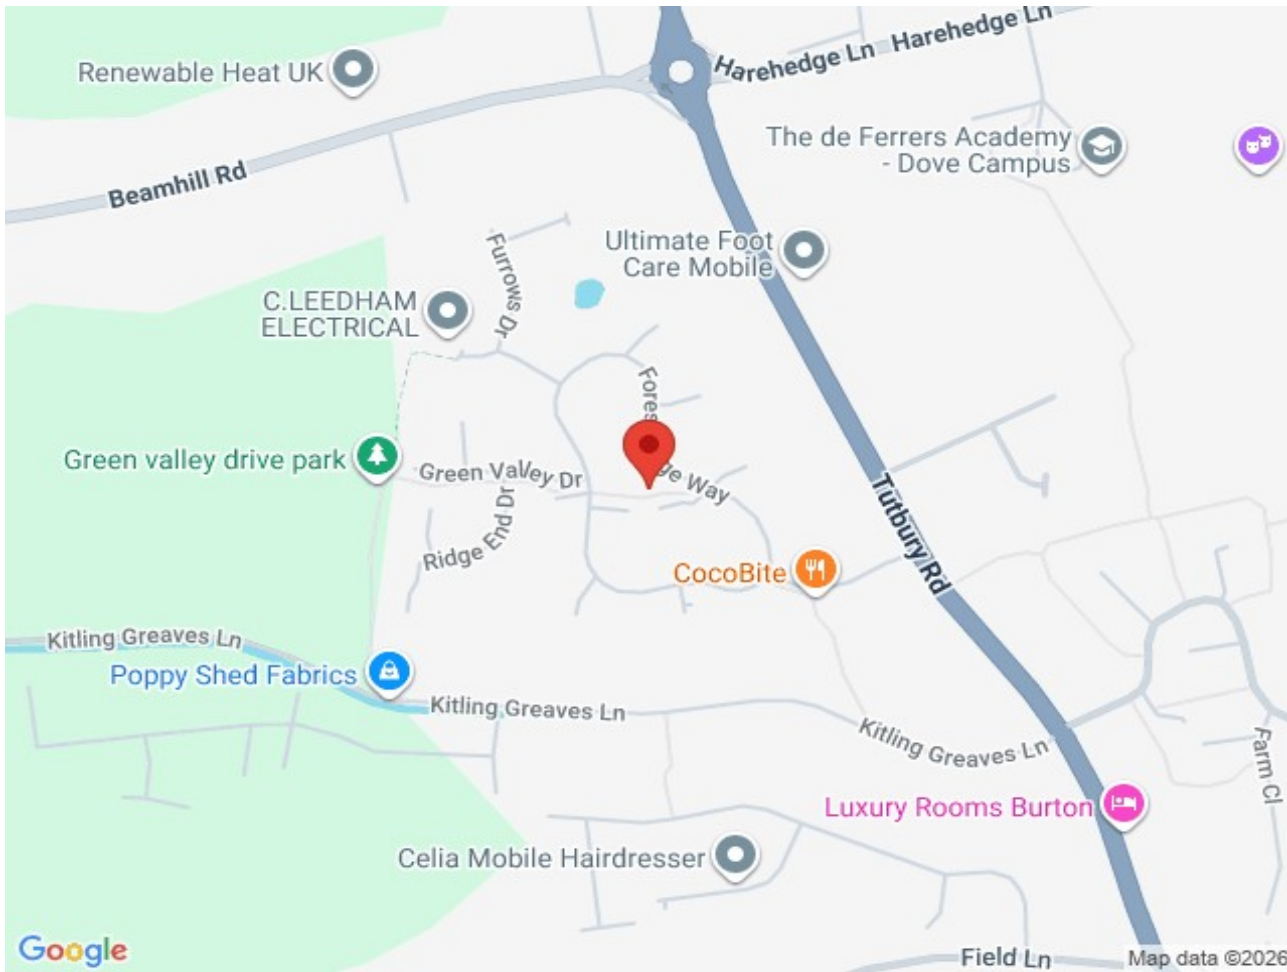 Harehedge Ln Harehedge Ln
Renewable Heat UK
The de Ferrers Academy
- Dove Campus
Beamhill Rd
Furrows Dr
Ultimate Foot
Care Mobile
C.LEEDHAM
ELECTRICAL
Green valley drive park
Green Valley Dr
Way
Ridge End Dr
Tutbury Rd
CocoBite
Kitling Greaves Ln
Poppy Shed Fabrics
Kitling Greaves Ln
Kitling Greaves Ln
Farm Cl
Luxury Rooms Burton
Celia Mobile Hairdresser
Google
Field Ln
Map data ©2026